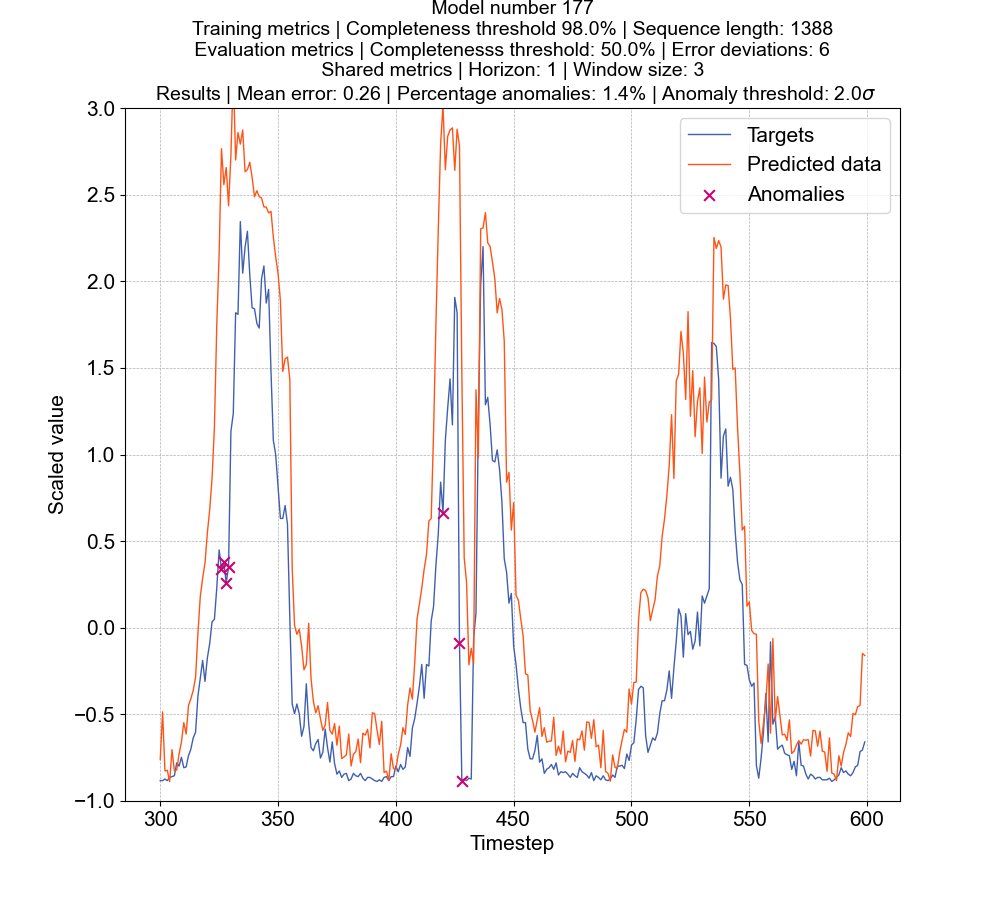 Model number 177
Training metrics | Completeness threshold 98.0% | Sequence length: 1388
Evaluation metrics | Completenesss threshold: 50.0% | Error deviations: 6
Shared metrics | Horizon: 1 | Window size: 3
Results | Mean error: 0.26 | Percentage anomalies: 1.4% | Anomaly threshold: 2.0σ
Targets
Predicted data
Anomalies
3.0
2.5
2.0
1.5
1.0
0.5
0.0
−0.5
−1.0
Scaled value
300
350
400
450
500
550
600
Timestep